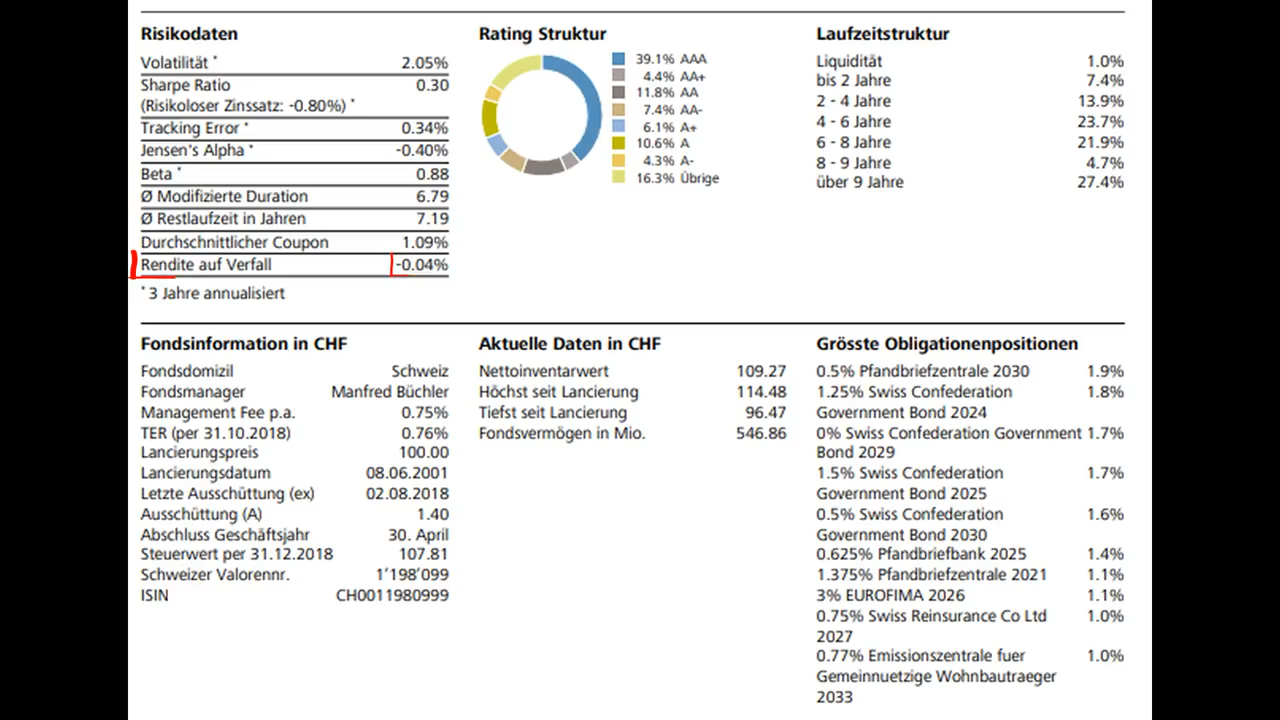 Risikodaten
Volatilität * 2.05%
Sharpe Ratio 0.30
(Risikoloser Zinssatz: -0.80%) *
Tracking Error * 0.34%
Jensen's Alpha * -0.40%
Beta * 0.88
Ø Modifizierte Duration 6.79
Ø Restlaufzeit in Jahren 7.19
Durchschnittlicher Coupon 1.09%
Rendite auf Verfall -0.04%
* 3 Jahre annualisiert
Rating Struktur
39.1% AAA
4.4% AA+
11.8% AA
7.4% AA-
6.1% A+
10.6% A
4.3% A-
16.3% Übrige
Laufzeitstruktur
Liquidität 1.0%
bis 2 Jahre 7.4%
2 - 4 Jahre 13.9%
4 - 6 Jahre 23.7%
6 - 8 Jahre 21.9%
8 - 9 Jahre 4.7%
über 9 Jahre 27.4%
Fondsinformation in CHF
Fondsdomizil Schweiz
Fondsmanager Manfred Büchler
Management Fee p.a. 0.75%
TER (per 31.10.2018) 0.76%
Lancierungspreis 100.00
Lancierungsdatum 08.06.2001
Letzte Ausschüttung (ex) 02.08.2018
Ausschüttung (A) 1.40
Abschluss Geschäftsjahr 30. April
Steuerwert per 31.12.2018 107.81
Schweizer Valorennr. 1'198'099
ISIN CH0011980999
Aktuelle Daten in CHF
Nettoinventarwert 109.27
Höchst seit Lancierung 114.48
Tiefst seit Lancierung 96.47
Fondsvermögen in Mio. 546.86
Grösste Obligationenpositionen
0.5% Pfandbriefzentrale 2030 1.9%
1.25% Swiss Confederation 1.8%
Government Bond 2024
0% Swiss Confederation Government 1.7%
Bond 2029
1.5% Swiss Confederation 1.7%
Government Bond 2025
0.5% Swiss Confederation 1.6%
Government Bond 2030
0.625% Pfandbriefbank 2025 1.4%
1.375% Pfandbriefzentrale 2021 1.1%
3% EUROFIMA 2026 1.1%
0.75% Swiss Reinsurance Co Ltd 1.0%
2027
0.77% Emissionszentrale fuer 1.0%
Gemeinnuetzige Wohnbautraeger
2033